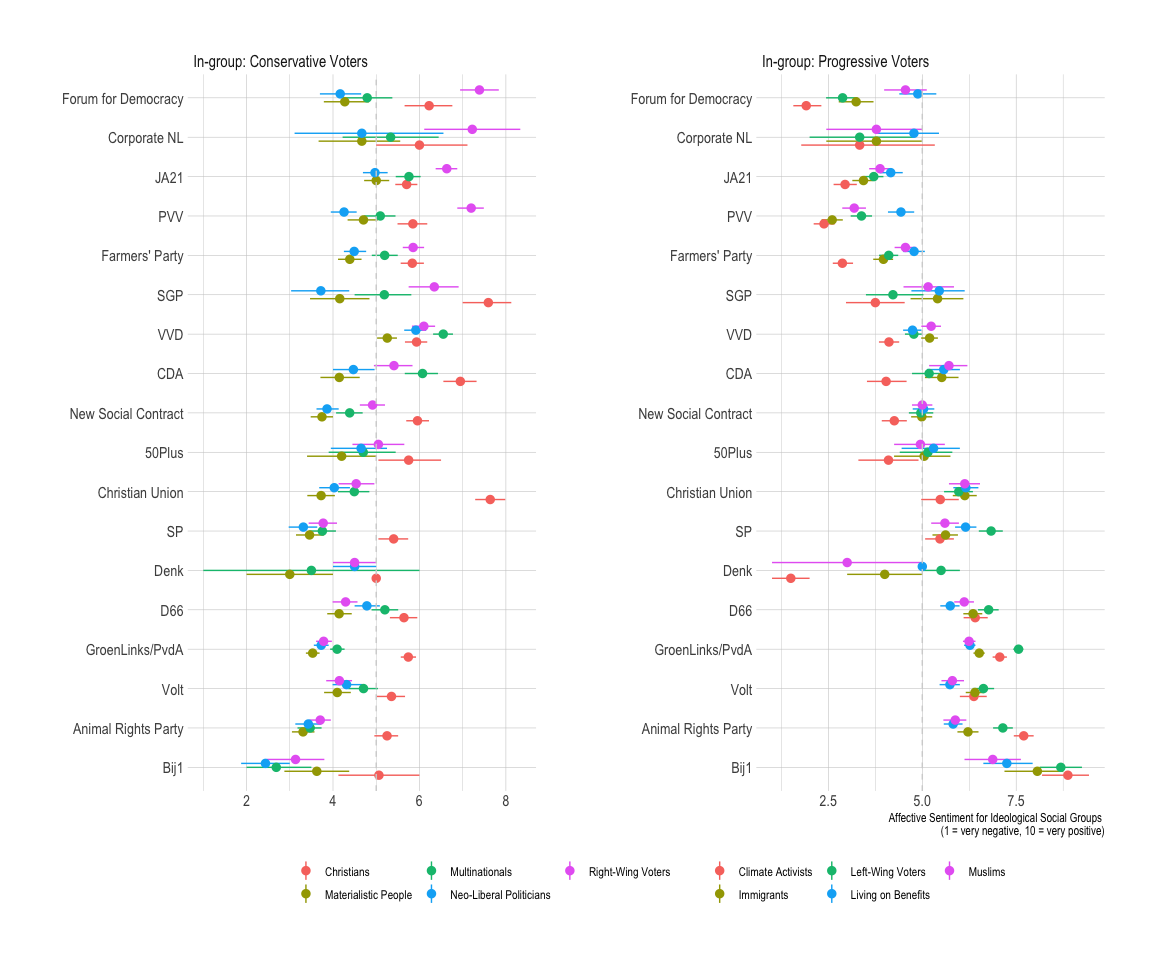 In-group: Conservative Voters
Forum for Democracy
Corporate NL
JA21
PVV
Farmers' Party
SGP
VVD
CDA
New Social Contract
50Plus
Christian Union
SP
Denk
D66
GroenLinks/PvdA
Volt
Animal Rights Party
Bij1
2 4 6 8
In-group: Progressive Voters
Forum for Democracy
Corporate NL
JA21
PVV
Farmers' Party
SGP
VVD
CDA
New Social Contract
50Plus
Christian Union
SP
Denk
D66
GroenLinks/PvdA
Volt
Animal Rights Party
Bij1
2.5 5.0 7.5
Affective Sentiment for Ideological Social Groups
(1 = very negative, 10 = very positive)
Christians Multinationals Right-Wing Voters
Materialistic People Neo-Liberal Politicians
Climate Activists Left-Wing Voters Muslims
Immigrants Living on Benefits